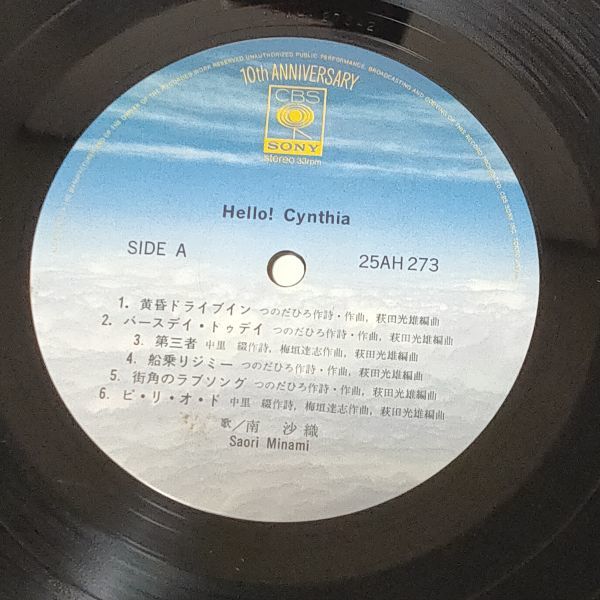 10th ANNIVERSARY
CBS
SONY
stereo 33rpm
Hello! Cynthia
SIDE A
25AH 273
1. 黄昏ドライブイン つのだひろ作詩・作曲, 萩田光雄編曲
2. バースデイ・トゥデイ つのだひろ作詩・作曲, 萩田光雄編曲
3. 第三者 中里 綴作詩, 梅垣達志作曲, 萩田光雄編曲
4. 船乗りジミー つのだひろ作詩・作曲, 萩田光雄編曲
5. 街角のラブソング つのだひろ作詩・作曲, 萩田光雄編曲
6. ピ・リ・オ・ド 中里 綴作詩, 梅垣達志作曲, 萩田光雄編曲
歌/南 沙織
Saori Minami